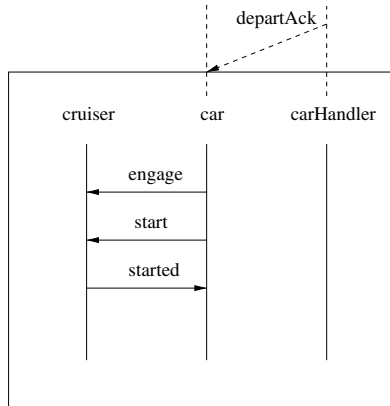 departAck
cruiser car carHandler
engage
start
started